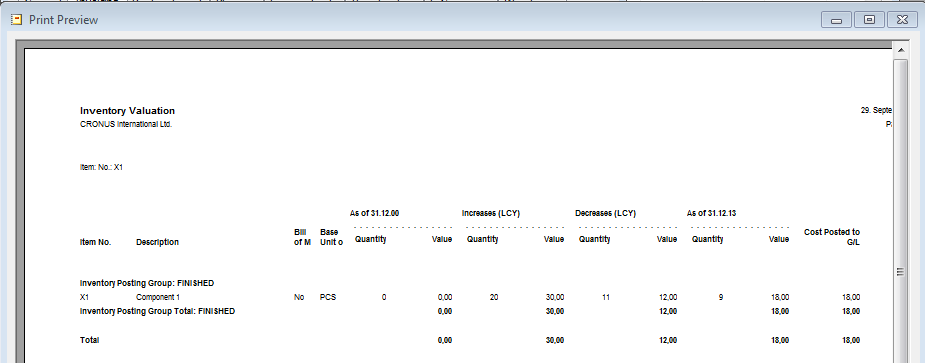 Print Preview
Inventory Valuation
29. Septe
CRONUS International Ltd.
P
Item: No.: X1
As of 31.12.00 Increases (LCY) Decreases (LCY) As of 31.12.13
Bill Base Cost Posted to
Item No. Description of M Unit o Quantity Value Quantity Value Quantity Value Quantity Value G/L
Inventory Posting Group: FINISHED
X1 Component 1 No PCS 0 0,00 20 30,00 11 12,00 9 18,00 18,00
Inventory Posting Group Total: FINISHED 0,00 30,00 12,00 18,00 18,00
Total 0,00 30,00 12,00 18,00 18,00